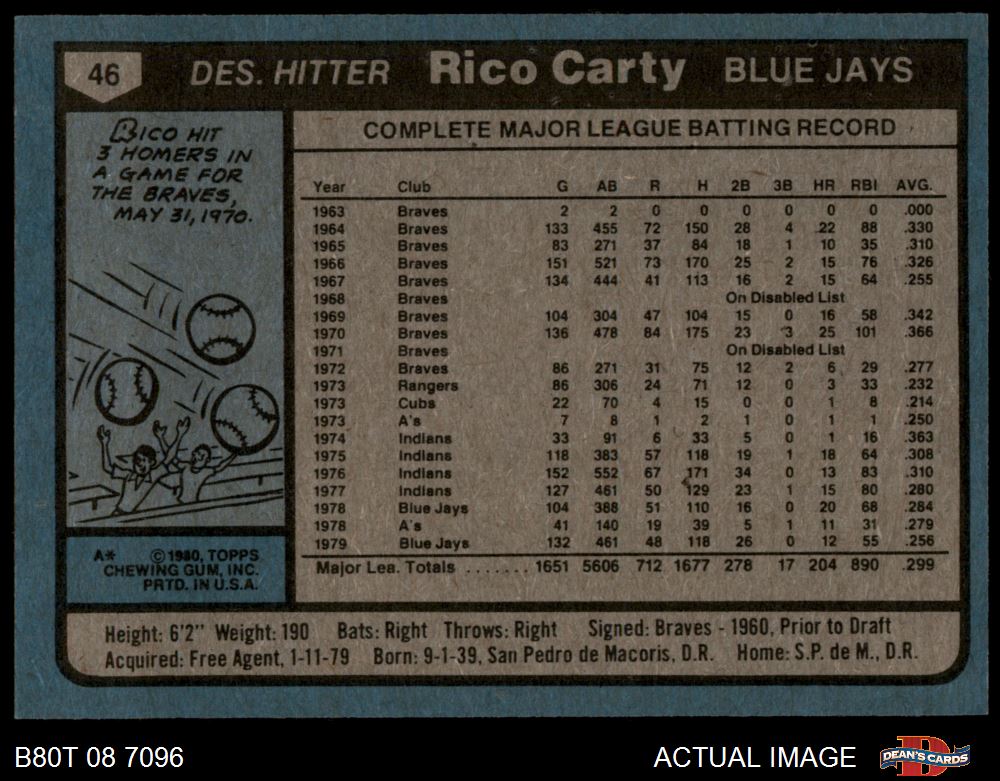 46 DES. HITTER Rico Carty BLUE JAYS
RICO HIT
3 HOMERS IN
A GAME FOR
THE BRAVES,
MAY 31, 1970.
A* © 1980, TOPPS
CHEWING GUM, INC.
PRTD. IN U.S.A.
COMPLETE MAJOR LEAGUE BATTING RECORD
Year Club G AB R H 2B 3B HR RBI AVG.
1963 Braves 2 2 0 0 0 0 0 0 .000
1964 Braves 133 455 72 150 28 4 22 88 .330
1965 Braves 83 271 37 84 18 1 10 35 .310
1966 Braves 151 521 73 170 25 2 15 76 .326
1967 Braves 134 444 41 113 16 2 15 64 .255
1968 Braves On Disabled List
1969 Braves 104 304 47 104 15 0 16 58 .342
1970 Braves 136 478 84 175 23 3 25 101 .366
1971 Braves On Disabled List
1972 Braves 86 271 31 75 12 2 6 29 .277
1973 Rangers 86 306 24 71 12 0 3 33 .232
1973 Cubs 22 70 4 15 0 0 1 8 .214
1973 A's 7 8 1 2 1 0 1 1 .250
1974 Indians 33 91 6 33 5 0 1 16 .363
1975 Indians 118 383 57 118 19 1 18 64 .308
1976 Indians 152 552 67 171 34 0 13 83 .310
1977 Indians 127 461 50 129 23 1 15 80 .280
1978 Blue Jays 104 388 51 110 16 0 20 68 .284
1978 A's 41 140 19 39 5 1 11 31 .279
1979 Blue Jays 132 461 48 118 26 0 12 55 .256
Major Lea. Totals ....... 1651 5606 712 1677 278 17 204 890 .299
Height: 6'2" Weight: 190 Bats: Right Throws: Right Signed: Braves - 1960, Prior to Draft
Acquired: Free Agent, 1-11-79 Born: 9-1-39, San Pedro de Macoris, D.R. Home: S.P. de M., D.R.
B80T 08 7096 ACTUAL IMAGE DEAN'S CARDS